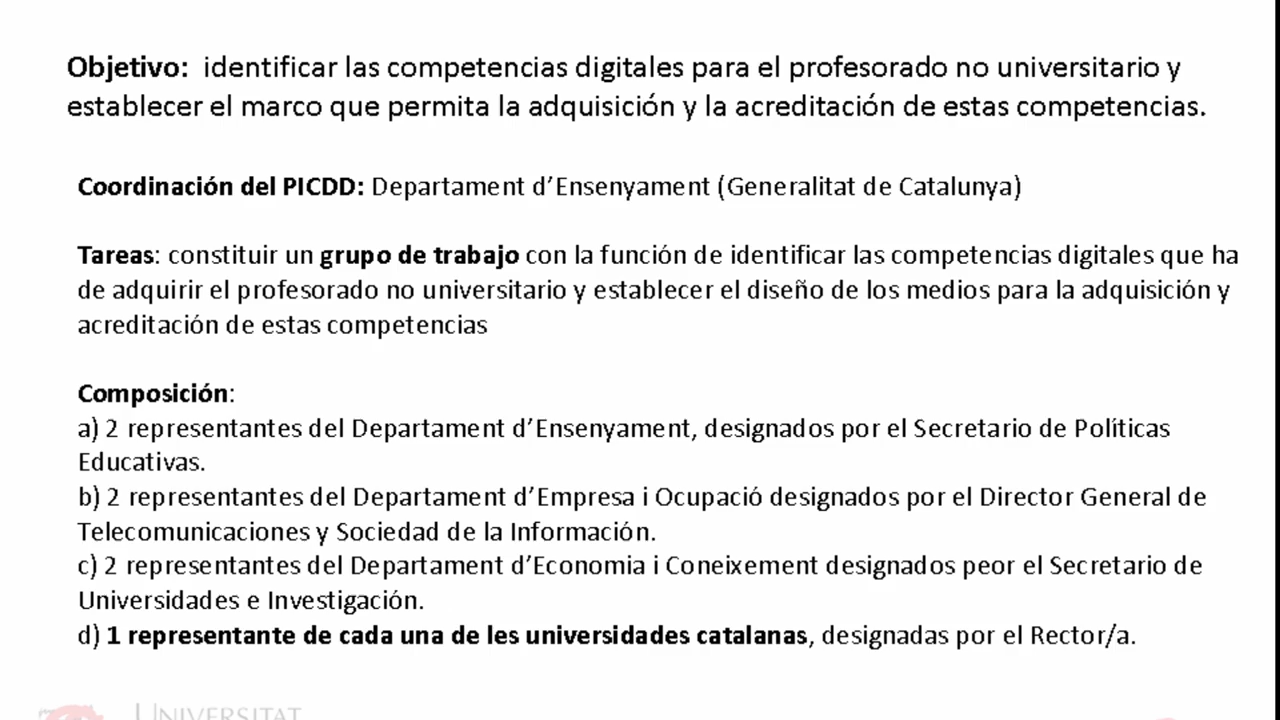 Objetivo: identificar las competencias digitales para el profesorado no universitario y
establecer el marco que permita la adquisición y la acreditación de estas competencias.
Coordinación del PICDD: Departament d’Ensenyament (Generalitat de Catalunya)
Tareas: constituir un grupo de trabajo con la función de identificar las competencias digitales que ha
de adquirir el profesorado no universitario y establecer el diseño de los medios para la adquisición y
acreditación de estas competencias
Composición:
a) 2 representantes del Departament d’Ensenyament, designados por el Secretario de Políticas
Educativas.
b) 2 representantes del Departament d’Empresa i Ocupació designados por el Director General de
Telecomunicaciones y Sociedad de la Información.
c) 2 representantes del Departament d’Economia i Coneixement designados peor el Secretario de
Universidades e Investigación.
d) 1 representante de cada una de les universidades catalanas, designadas por el Rector/a.
UNIVERSITAT